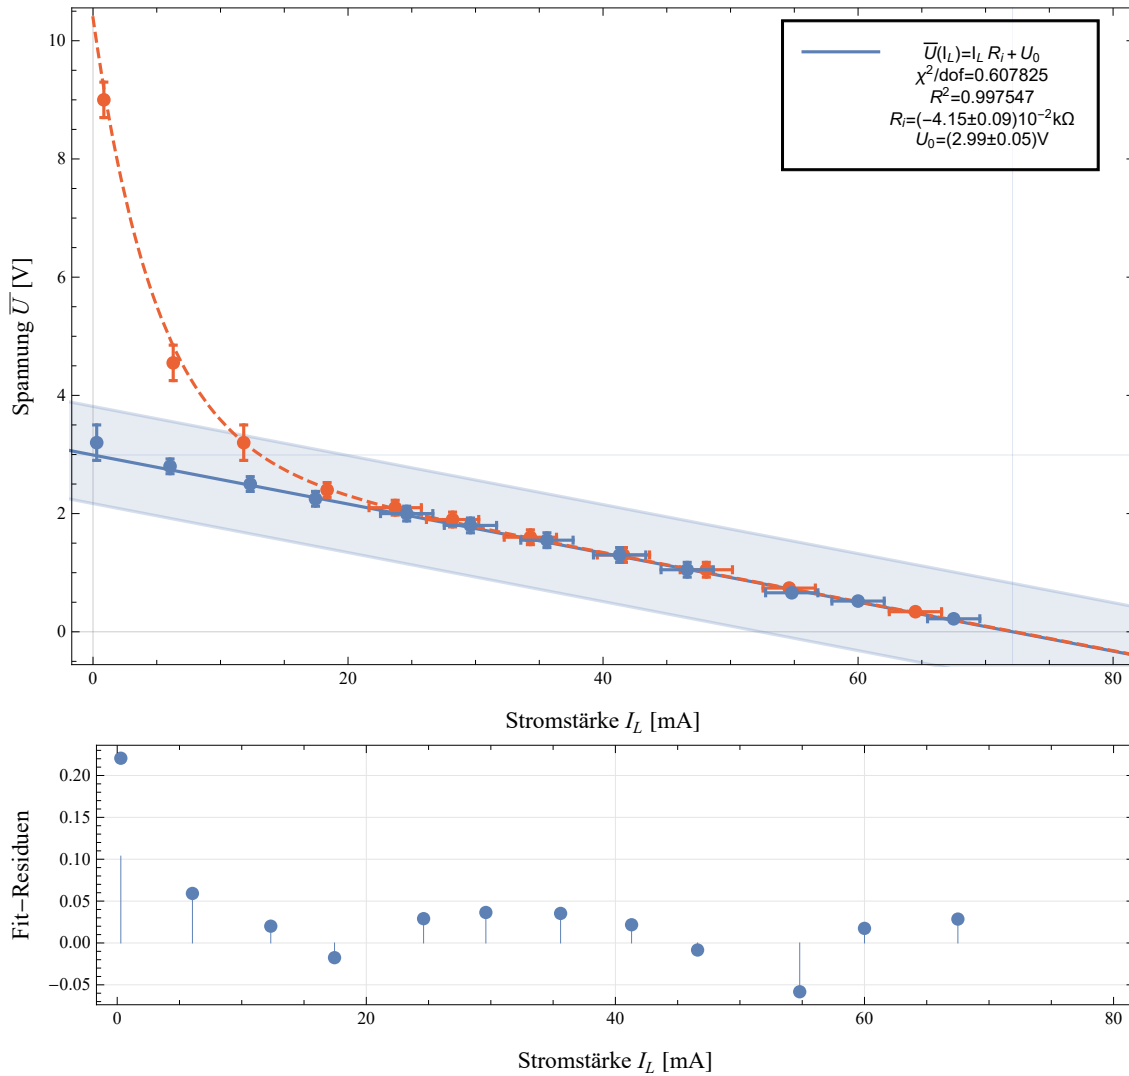 10
8
6
4
2
0
Spannung U̅ [V]
U̅(I_L)=I_L R_i+U_0
χ²/dof=0.607825
R²=0.997547
R_i=(−4.15±0.09)10⁻²kΩ
U_0=(2.99±0.05)V
0 20 40 60 80
Stromstärke I_L [mA]
0.20
0.15
0.10
0.05
0.00
−0.05
Fit−Residuen
0 20 40 60 80
Stromstärke I_L [mA]